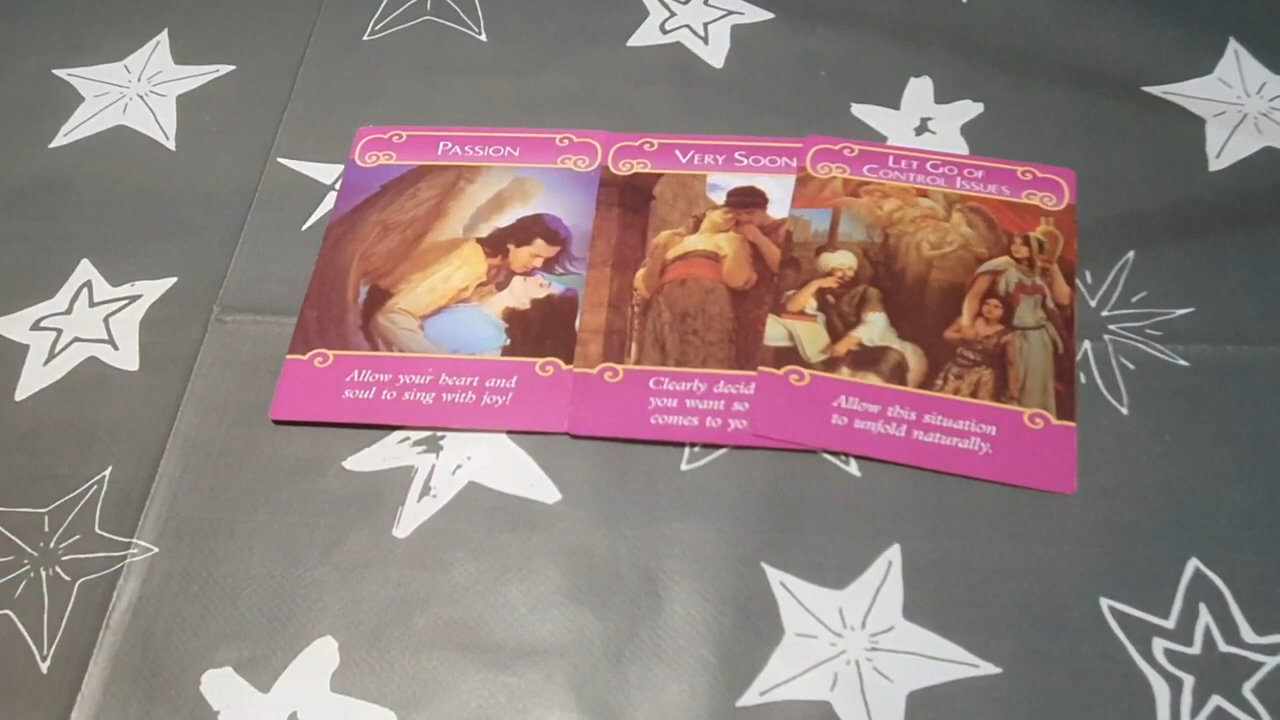 PASSION
Allow your heart and
soul to sing with joy!
VERY SOON
Clearly decid
you want so
comes to yo
LET GO OF
CONTROL ISSUES
Allow this situation
to unfold naturally.